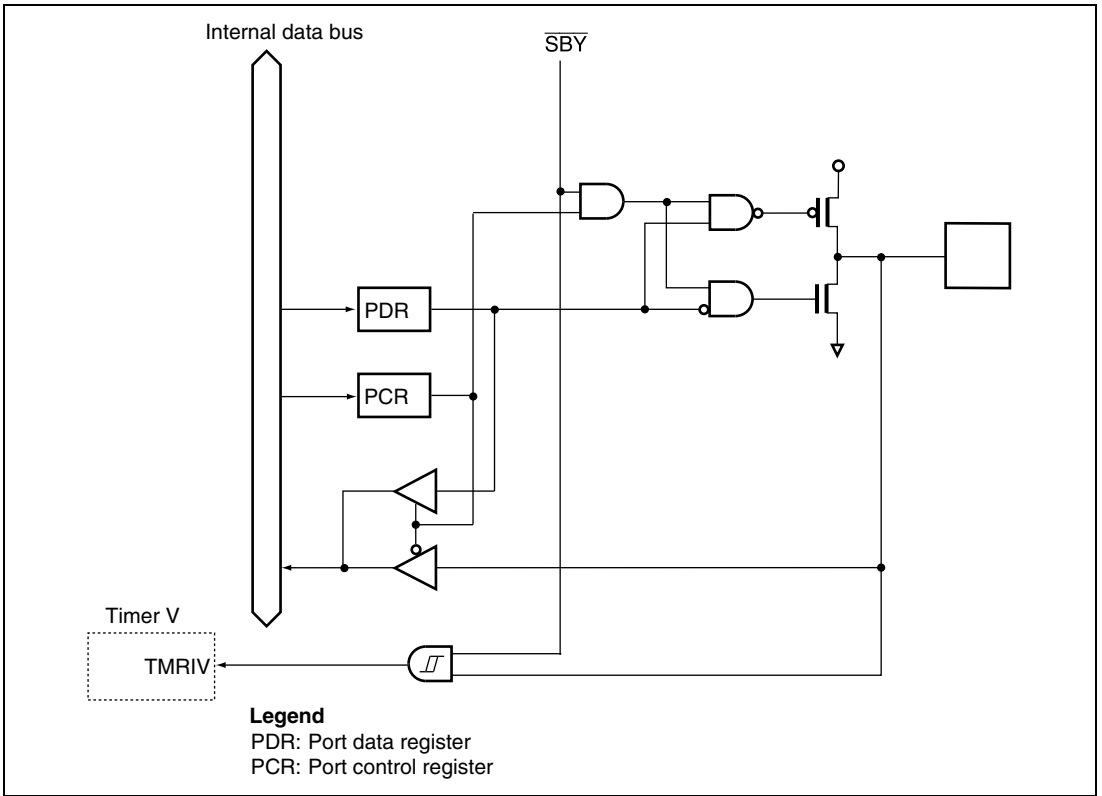 Internal data bus
SBY
PDR
PCR
Timer V
TMRIV
Legend
PDR: Port data register
PCR: Port control register